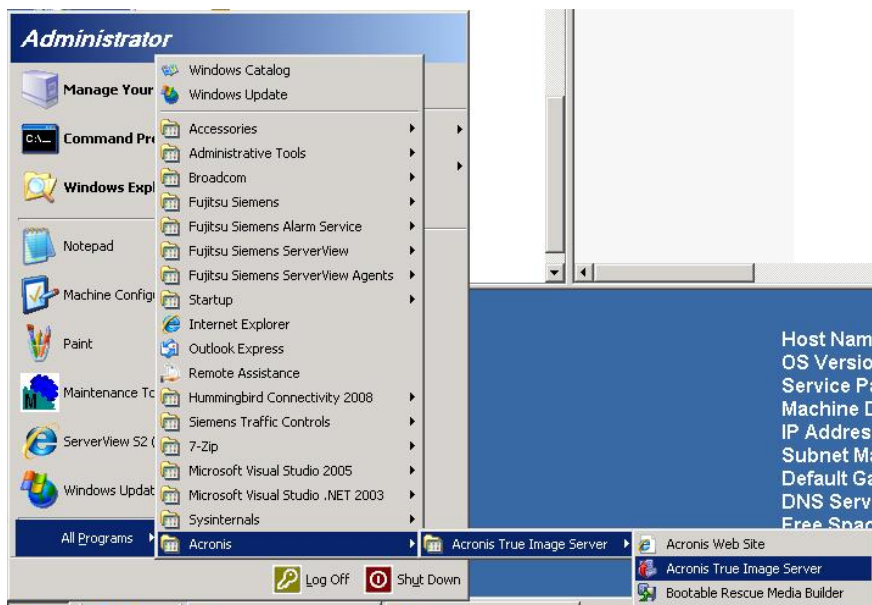 Administrator
Manage Your
Command Pro
Windows Expl
Notepad
Machine Config
Paint
Maintenance To
ServerView S2 (
Windows Updat
All Programs
Windows Catalog
Windows Update
Accessories
Administrative Tools
Broadcom
Fujitsu Siemens
Fujitsu Siemens Alarm Service
Fujitsu Siemens ServerView
Fujitsu Siemens ServerView Agents
Startup
Internet Explorer
Outlook Express
Remote Assistance
Hummingbird Connectivity 2008
Siemens Traffic Controls
7-Zip
Microsoft Visual Studio 2005
Microsoft Visual Studio .NET 2003
Sysinternals
Acronis
Acronis True Image Server
Acronis Web Site
Acronis True Image Server
Bootable Rescue Media Builder
Log Off
Shut Down
Host Nam
OS Versio
Service Pa
Machine D
IP Addres
Subnet Ma
Default Ga
DNS Serv
Free Spac